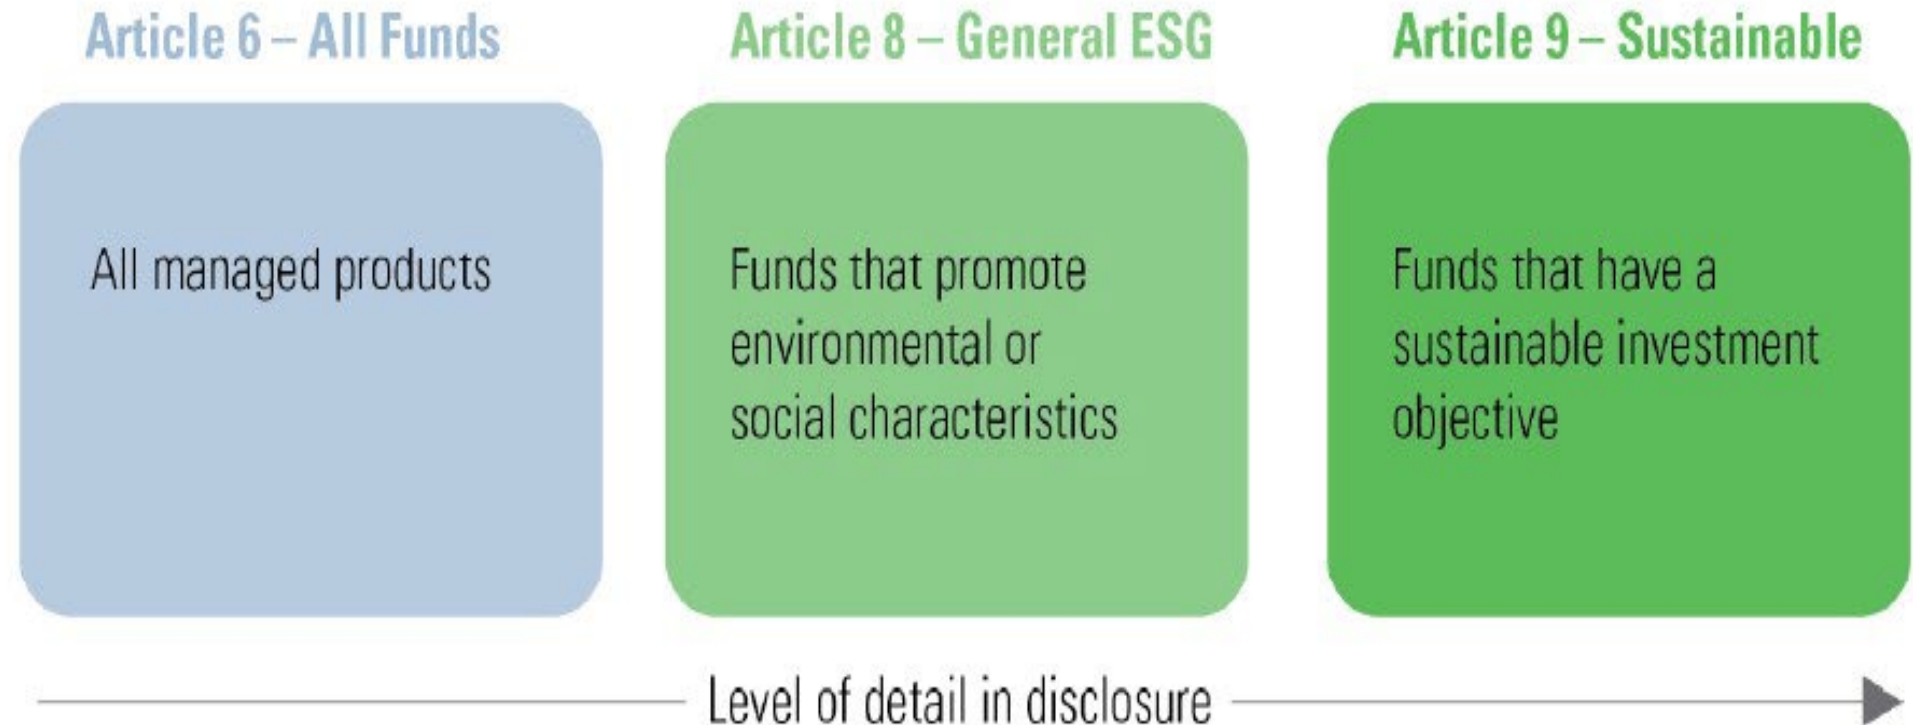 Article 6 – All Funds
Article 8 – General ESG
Article 9 – Sustainable
All managed products
Funds that promote
environmental or
social characteristics
Funds that have a
sustainable investment
objective
Level of detail in disclosure